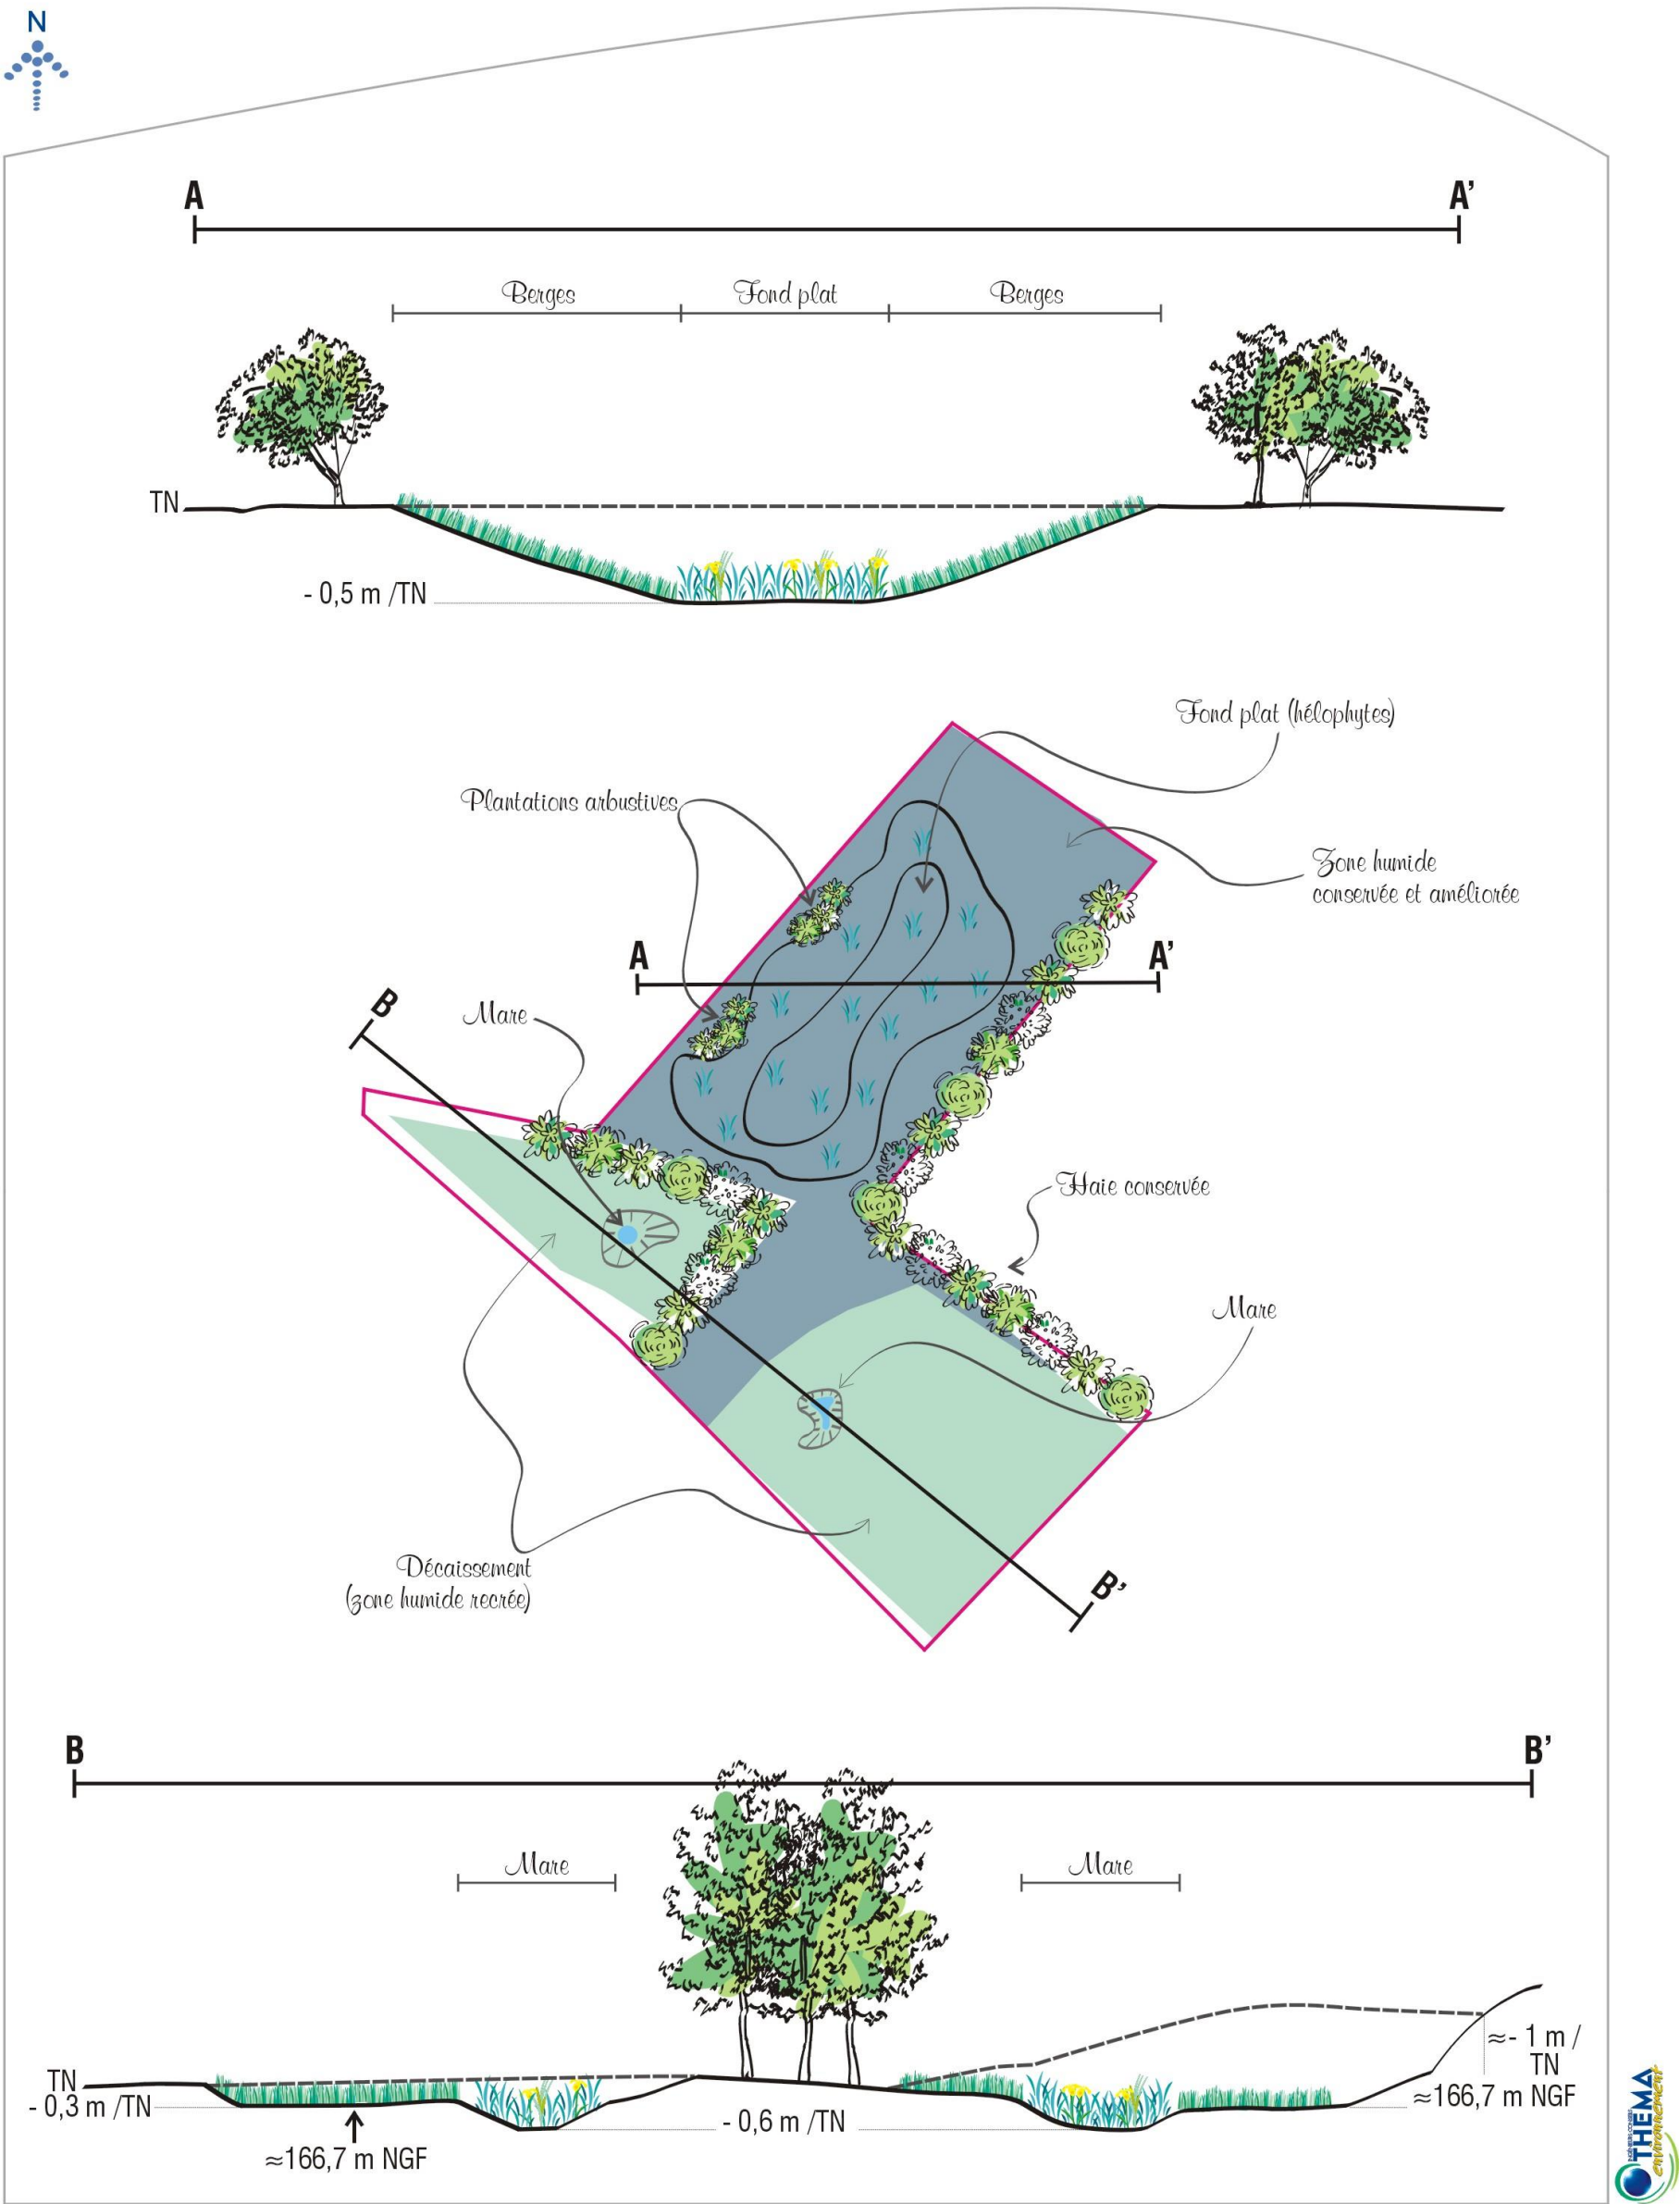 N
A
A'
Berges
Fond plat
Berges
TN
- 0,5 m /TN
Fond plat (hélophytes)
Plantations arbustives
Zone humide
conservée et améliorée
A
A'
B
Mare
Haie conservée
Mare
Décaissement
(zone humide recrée)
B'
B
B'
Mare
Mare
TN
- 0,3 m /TN
≈166,7 m NGF
- 0,6 m /TN
≈- 1 m /
TN
≈166,7 m NGF
THEMA
environnement